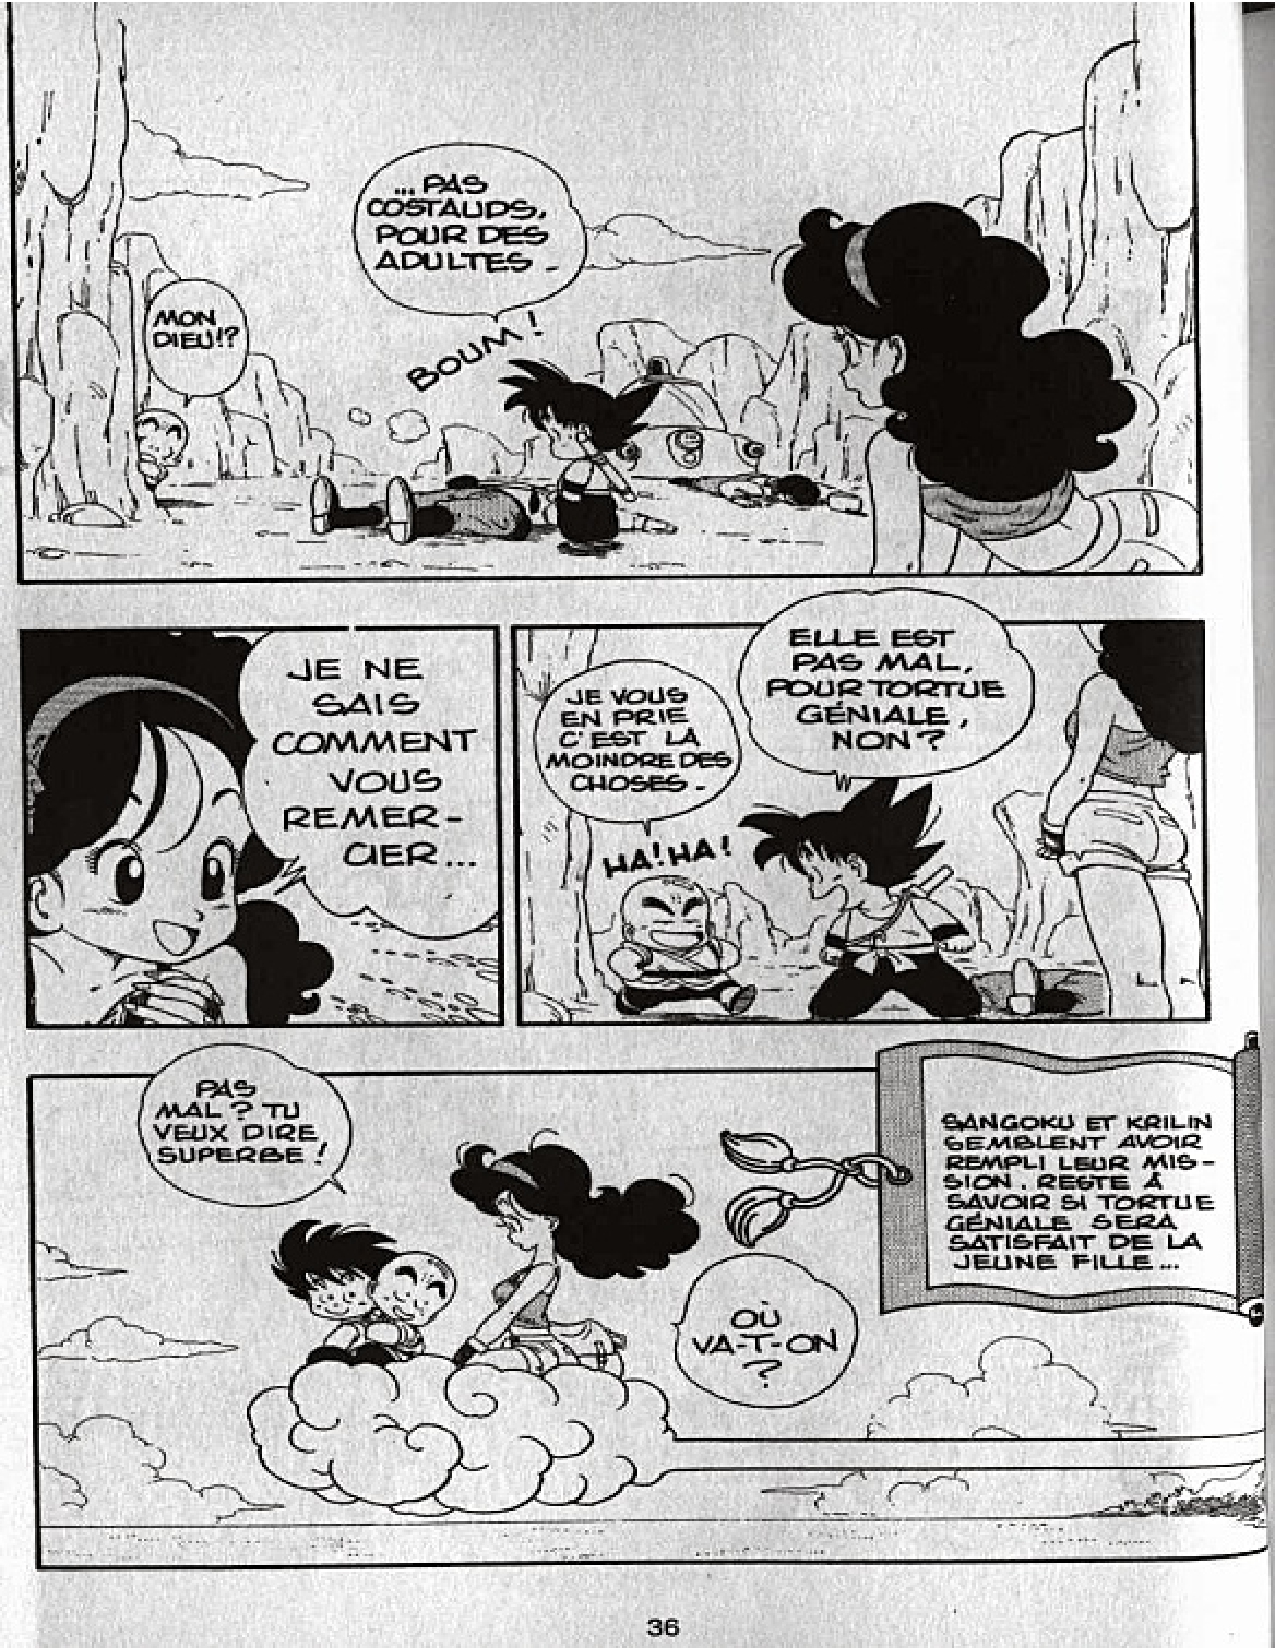 ... PAS
COSTAUDS,
POUR DES
ADULTES _
MON
DIEU!?
BOUM !
JE NE
SAIS
COMMENT
VOUS
REMER-
CIER...
JE VOUS
EN PRIE
C'EST LA
MOINDRE DES
CHOSES _
HA! HA !
ELLE EST
PAS MAL,
POUR TORTUE
GÉNIALE,
NON ?
PAS
MAL ? TU
VEUX DIRE
SUPERBE !
SANGOKU ET KRILIN
SEMBLENT AVOIR
REMPLI LEUR MIS-
SION. RESTE À
SAVOIR SI TORTUE
GÉNIALE SERA
SATISFAIT DE LA
JEUNE FILLE ...
OÙ
VA-T-ON
?
36